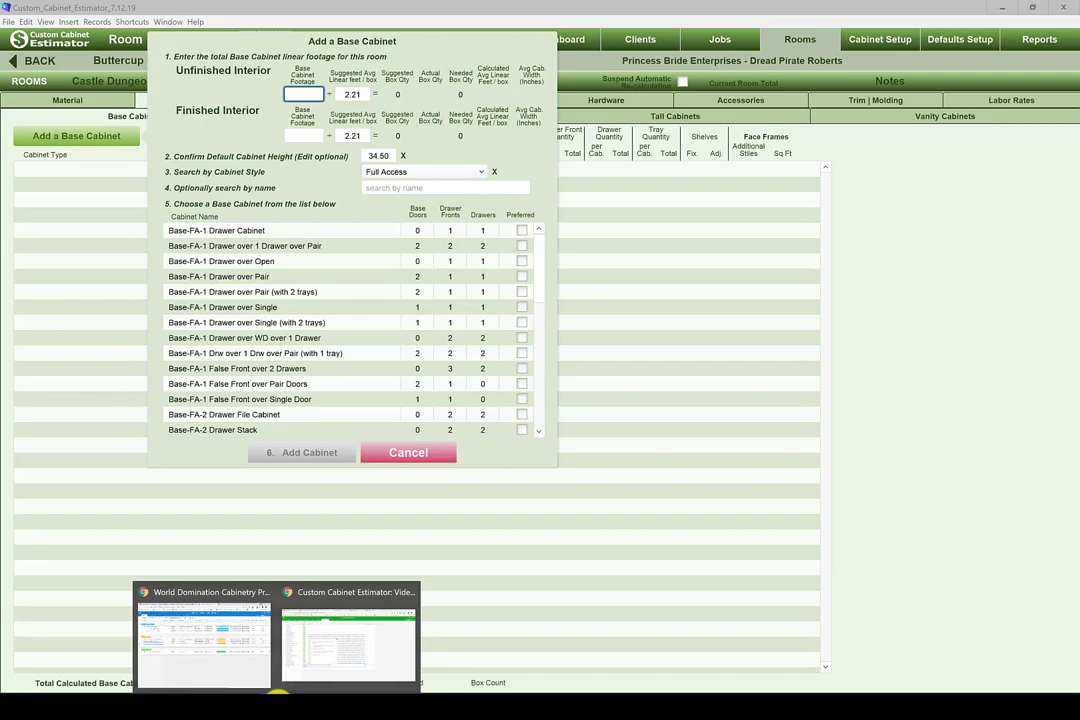 Custom_Cabinet_Estimator_7.12.19
File Edit View Insert Records Shortcuts Window Help
Custom Cabinet Estimator
Room
board
Clients
Jobs
Rooms
Cabinet Setup
Defaults Setup
Reports
BACK
Buttercup
Princess Bride Enterprises - Dread Pirate Roberts
ROOMS
Castle Dungeo
Suspend Automatic Re-calculation
Current Room Total
Notes
Material
Hardware
Accessories
Trim | Molding
Labor Rates
Base Cabi
Tall Cabinets
Vanity Cabinets
Add a Base Cabinet
Cabinet Type
er Front
antity
Total
Drawer Quantity
per Cab. Total
Tray Quantity
per Cab. Total
Shelves
Fix. Adj.
Face Frames
Additional Stiles
Sq Ft
Add a Base Cabinet
1. Enter the total Base Cabinet linear footage for this room
Unfinished Interior
Base Cabinet Footage
Suggested Avg Linear feet / box
Suggested Box Qty
Actual Box Qty
Needed Box Qty
Calculated Avg Linear Feet / box
Avg Cab. Width (Inches)
÷ 2.21 = 0 0
Finished Interior
Base Cabinet Footage
Suggested Avg Linear feet / box
Suggested Box Qty
Actual Box Qty
Needed Box Qty
Calculated Avg Linear Feet / box
Avg Cab. Width (Inches)
÷ 2.21 = 0 0
2. Confirm Default Cabinet Height (Edit optional) 34.50 X
3. Search by Cabinet Style Full Access X
4. Optionally search by name search by name
5. Choose a Base Cabinet from the list below
Cabinet Name
Base Doors
Drawer Fronts
Drawers
Preferred
Base-FA-1 Drawer Cabinet 0 1 1
Base-FA-1 Drawer over 1 Drawer over Pair 2 2 2
Base-FA-1 Drawer over Open 0 1 1
Base-FA-1 Drawer over Pair 2 1 1
Base-FA-1 Drawer over Pair (with 2 trays) 2 1 1
Base-FA-1 Drawer over Single 1 1 1
Base-FA-1 Drawer over Single (with 2 trays) 1 1 1
Base-FA-1 Drawer over WD over 1 Drawer 0 2 2
Base-FA-1 Drw over 1 Drw over Pair (with 1 tray) 2 2 2
Base-FA-1 False Front over 2 Drawers 0 3 2
Base-FA-1 False Front over Pair Doors 2 1 0
Base-FA-1 False Front over Single Door 1 1 0
Base-FA-2 Drawer File Cabinet 0 2 2
Base-FA-2 Drawer Stack 0 2 2
6. Add Cabinet
Cancel
World Domination Cabinetry Pr...
Custom Cabinet Estimator: Vide...
Total Calculated Base Cab
Box Count